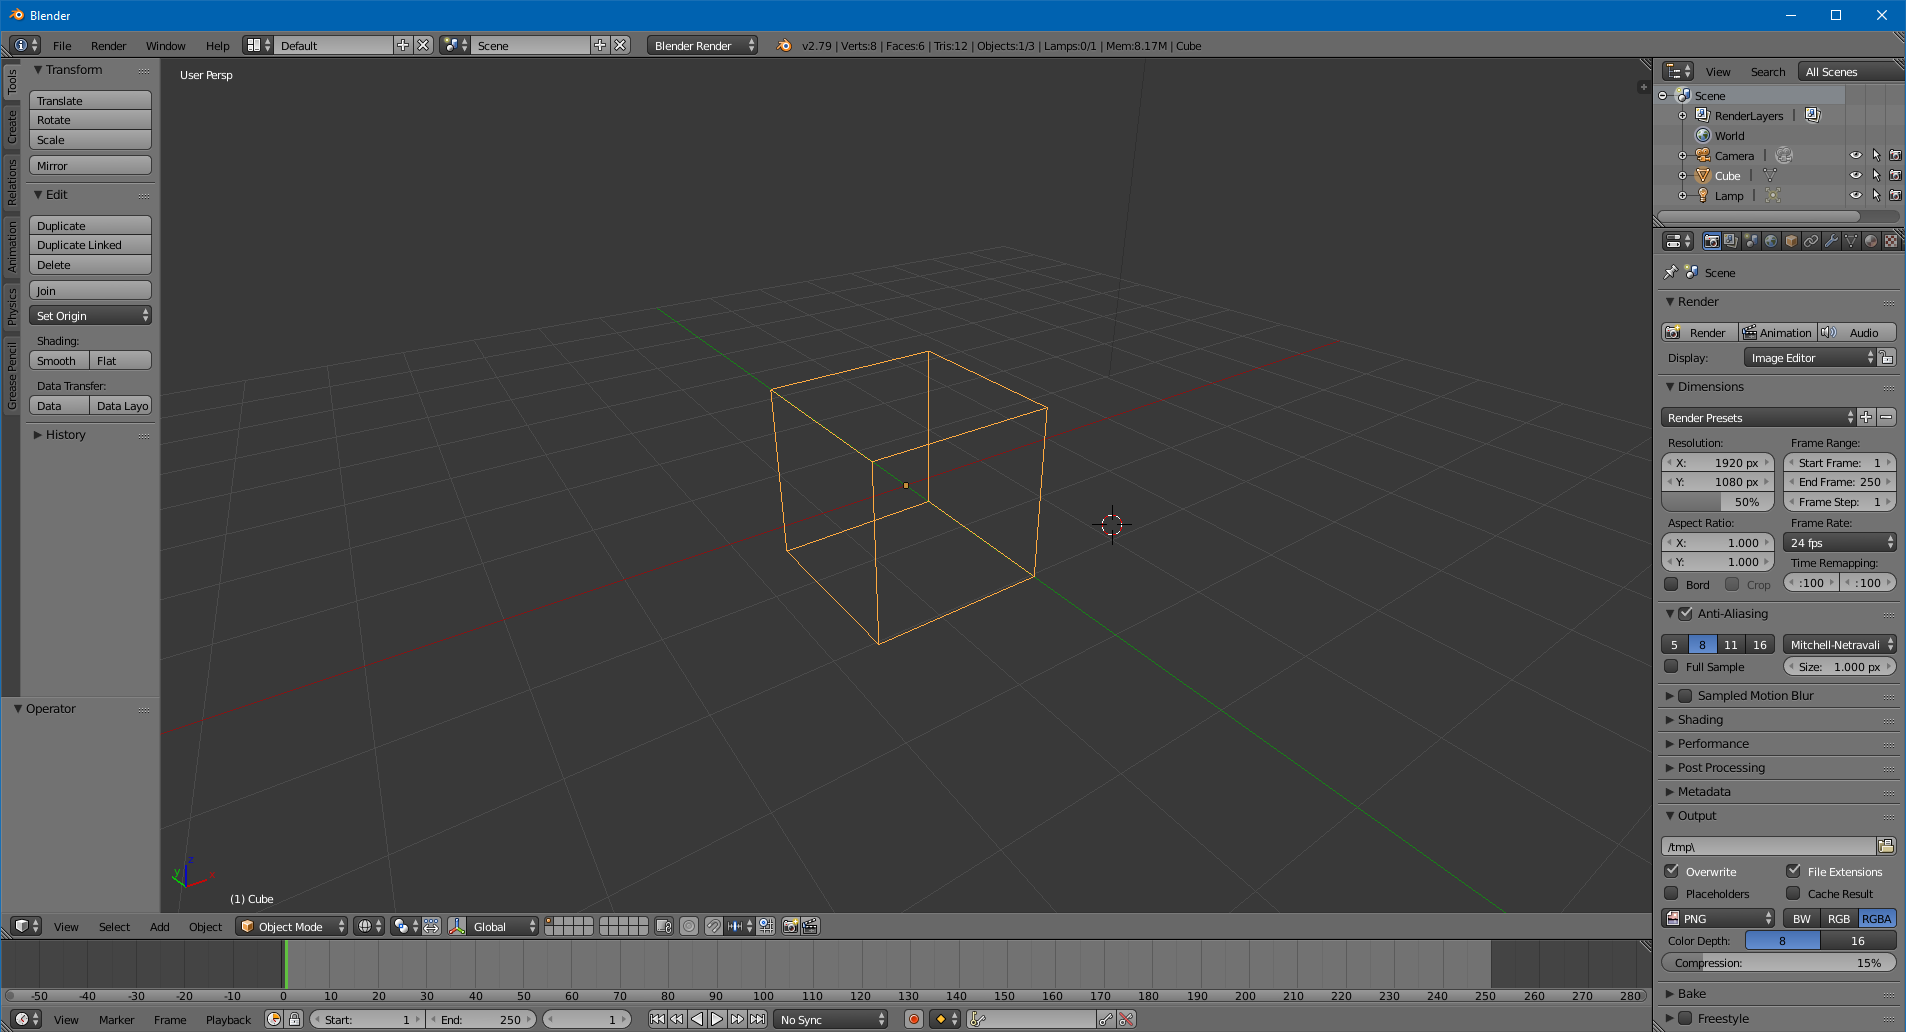 Blender
File Render Window Help Default Scene Blender Render v2.79 | Verts:8 | Faces:6 | Tris:12 | Objects:1/3 | Lamps:0/1 | Mem:8.17M | Cube
Tools
Create
Relations
Animation
Physics
Grease Pencil
Transform
Translate
Rotate
Scale
Mirror
Edit
Duplicate
Duplicate Linked
Delete
Join
Set Origin
Shading:
Smooth Flat
Data Transfer:
Data Data Layo
History
Operator
User Persp
z
y
x
(1) Cube
View Select Add Object Object Mode Global
-50 -40 -30 -20 -10 0 10 20 30 40 50 60 70 80 90 100 110 120 130 140 150 160 170 180 190 200 210 220 230 240 250 260 270 280
View Marker Frame Playback Start: 1 End: 250 1 No Sync
View Search All Scenes
Scene
RenderLayers |
World
Camera |
Cube |
Lamp |
Scene
Render
Render Animation Audio
Display: Image Editor
Dimensions
Render Presets
Resolution: Frame Range:
X: 1920 px Start Frame: 1
Y: 1080 px End Frame: 250
50% Frame Step: 1
Aspect Ratio: Frame Rate:
X: 1.000 24 fps
Y: 1.000 Time Remapping:
Bord Crop :100 :100
Anti-Aliasing
5 8 11 16 Mitchell-Netravali
Full Sample Size: 1.000 px
Sampled Motion Blur
Shading
Performance
Post Processing
Metadata
Output
/tmp\
Overwrite File Extensions
Placeholders Cache Result
PNG BW RGB RGBA
Color Depth: 8 16
Compression: 15%
Bake
Freestyle